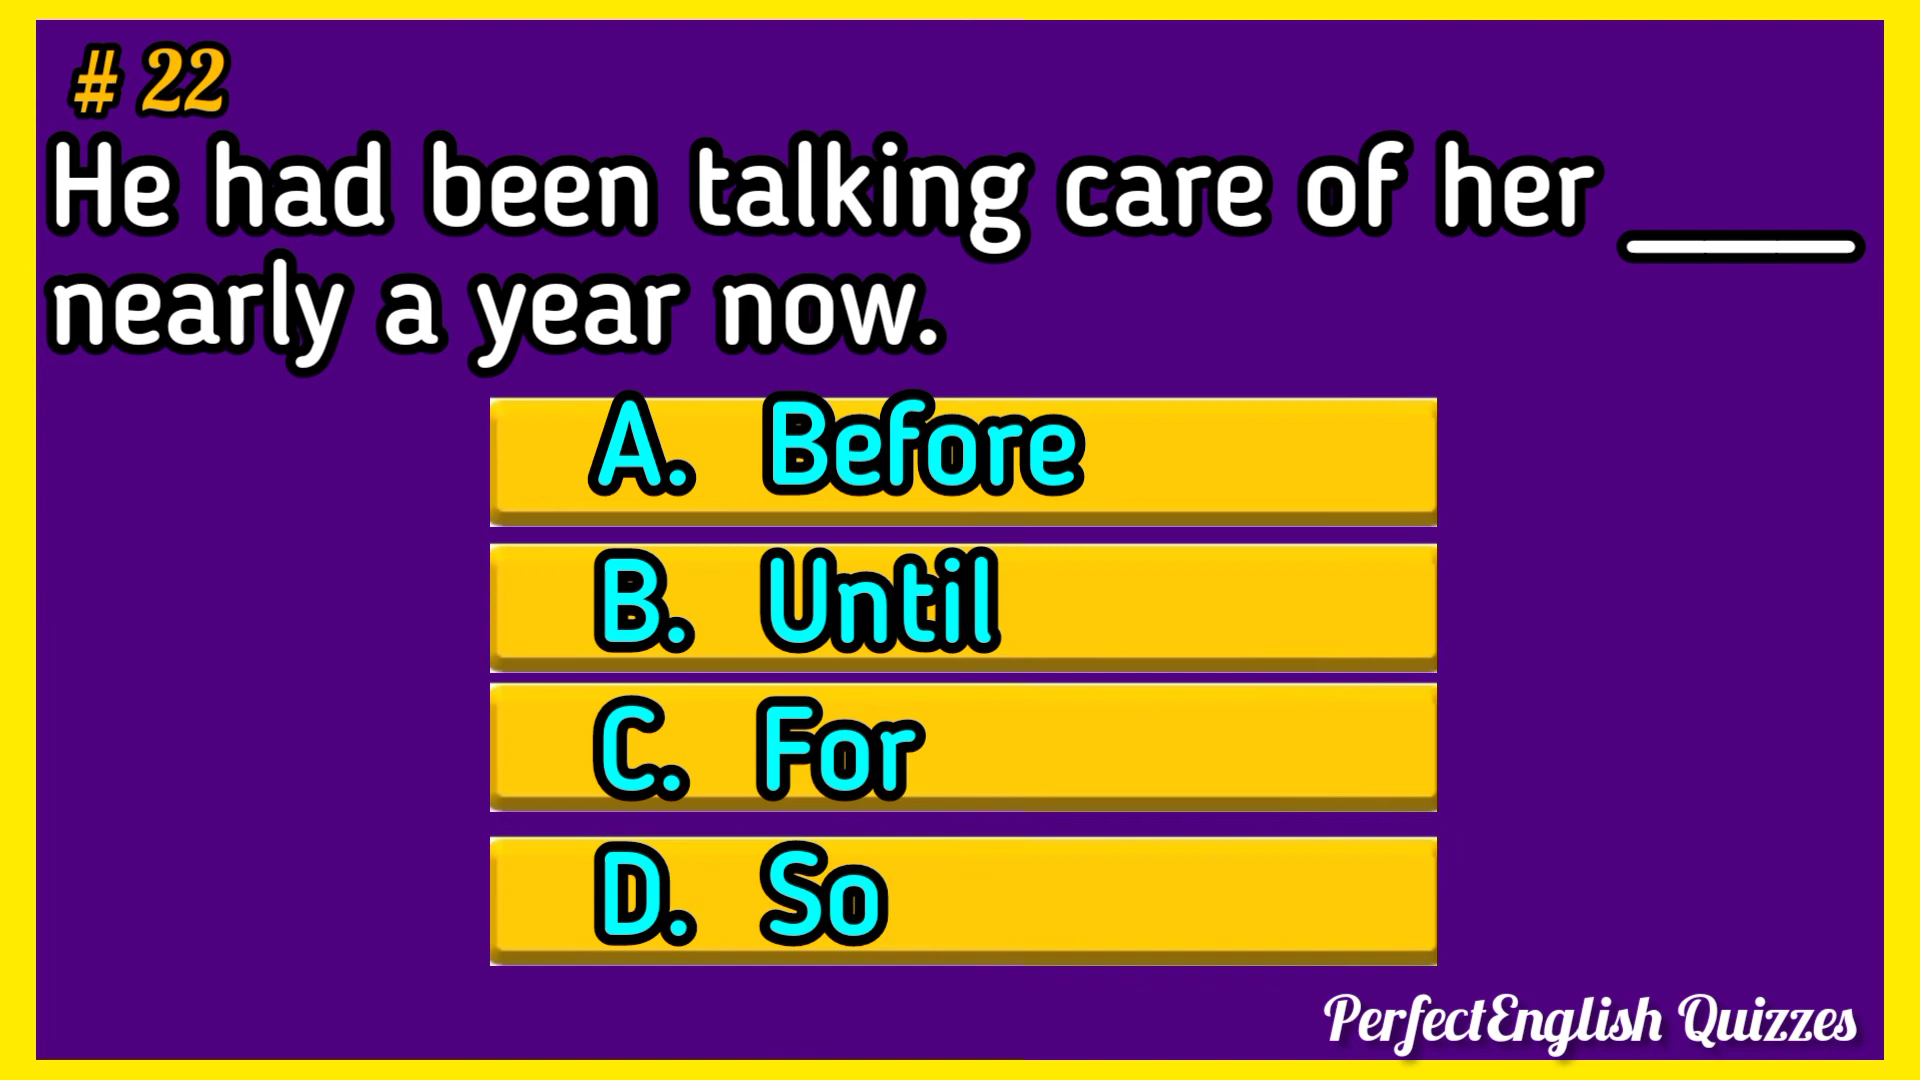 # 22
He had been talking care of her ____
nearly a year now.
A. Before
B. Until
C. For
D. So
PerfectEnglish Quizzes